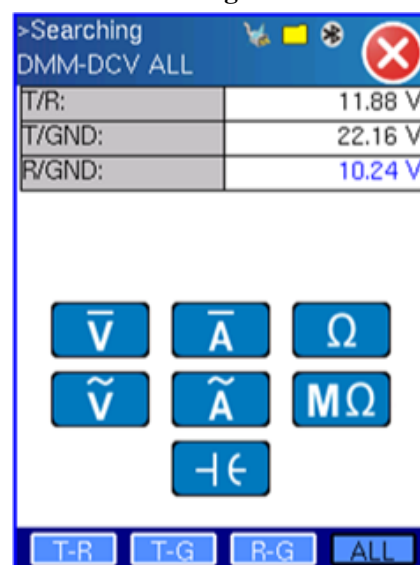 >Searching
DMM-DCV ALL
T/R: 11.88 V
T/GND: 22.16 V
R/GND: 10.24 V
V̅ A̅ Ω
Ṽ Ã MΩ
T-R T-G R-G ALL